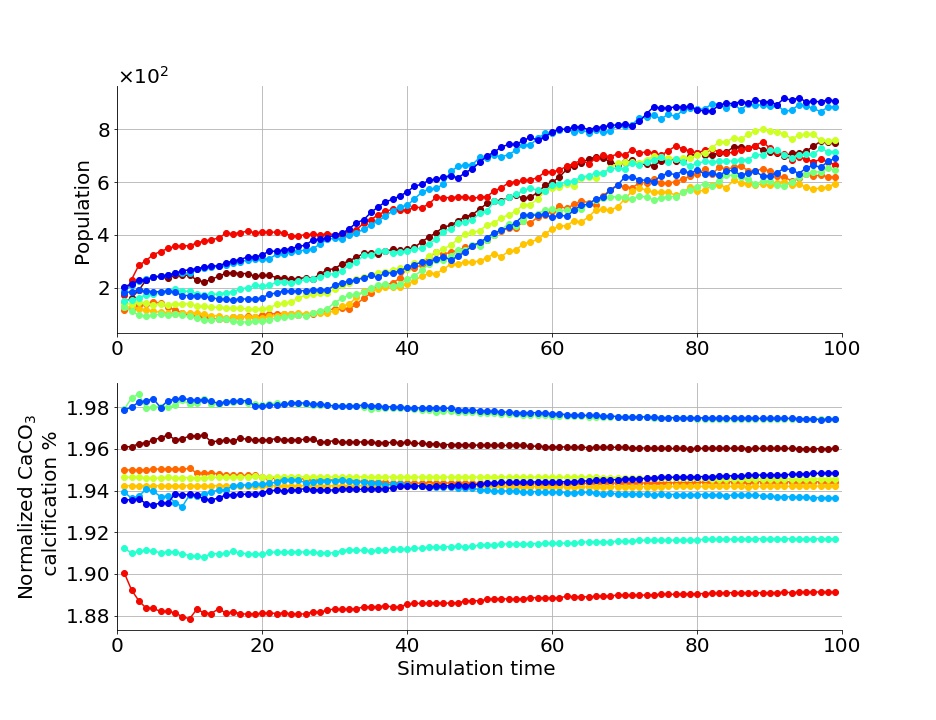 ×10²
8
6
4
2
Population
0 20 40 60 80 100
1.98
1.96
1.94
1.92
1.90
1.88
Normalized CaCO₃
calcification %
0 20 40 60 80 100
Simulation time